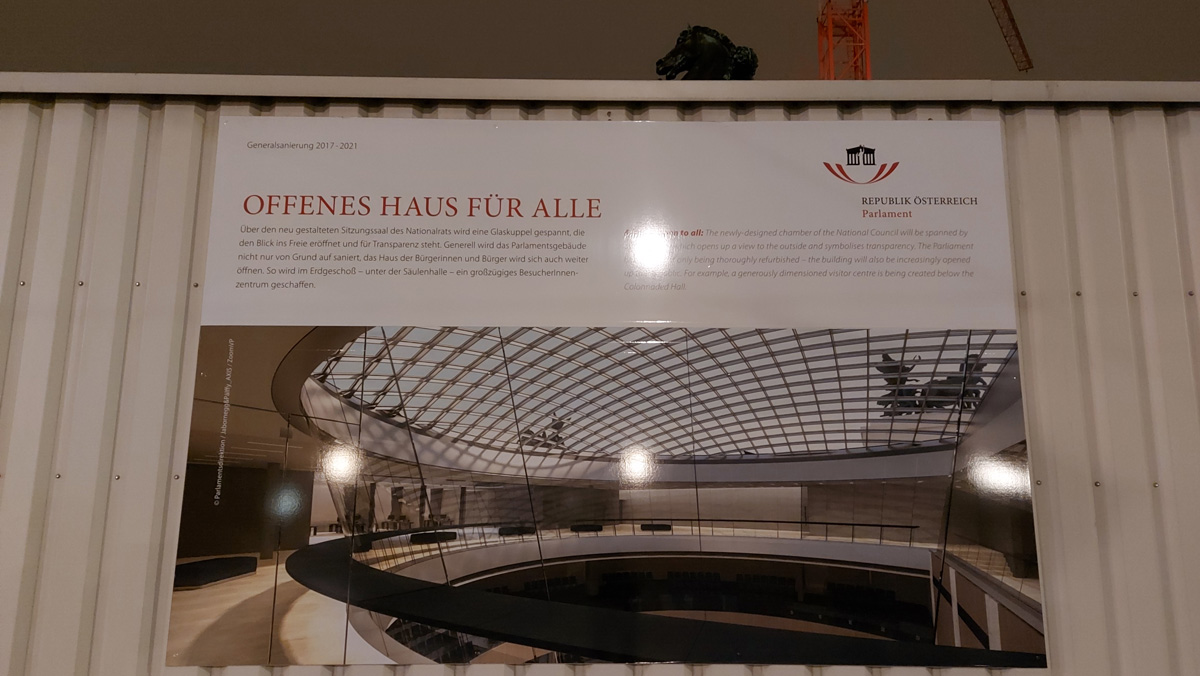 Generalsanierung 2017-2021
OFFENES HAUS FÜR ALLE
Über den neu gestalteten Sitzungssaal des Nationalrats wird eine Glaskuppel gespannt, die
den Blick ins Freie eröffnet und für Transparenz steht. Generell wird das Parlamentsgebäude
nicht nur von Grund auf saniert, das Haus der Bürgerinnen und Bürger wird sich auch weiter
öffnen. So wird im Erdgeschoß – unter der Säulenhalle – ein großzügiges BesucherInnen-
zentrum geschaffen.
REPUBLIK ÖSTERREICH
Parlament
to all: The newly-designed chamber of the National Council will be spanned by
which opens up a view to the outside and symbolises transparency. The Parliament
only being thoroughly refurbished – the building will also be increasingly opened
up For example, a generously dimensioned visitor centre is being created below the
Colonnaded Hall.
© Parlamentsdirektion / Jabornegg&Pálffy, AXIS / ZoomVP